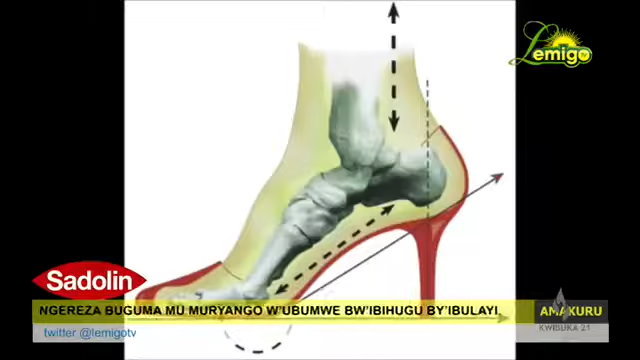 Lemigo
Sadolin
NGEREZA BUGUMA MU MURYANGO W'UBUMWE BW'IBIHUGU BY'IBULAYI,
AMAKURU
twitter @lemigotv
KWIBUKA 21